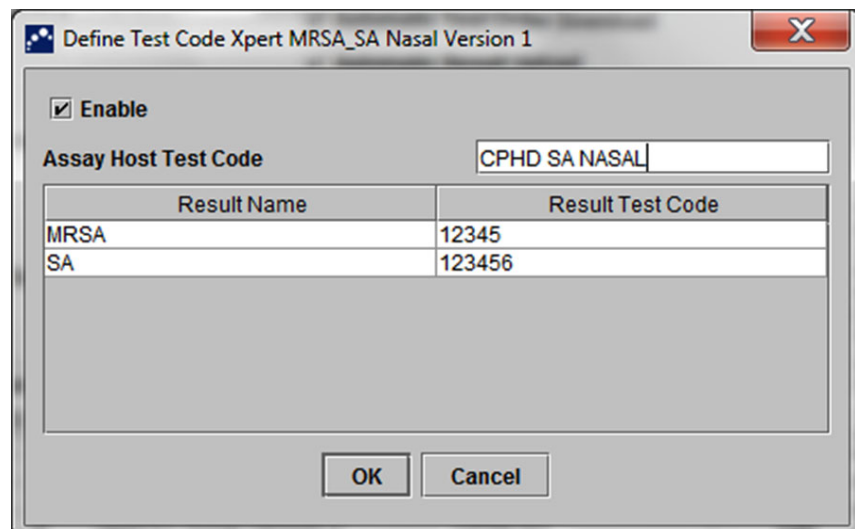 Define Test Code Xpert MRSA_SA Nasal Version 1
Enable
Assay Host Test Code CPHD SA NASAL
Result Name Result Test Code
MRSA 12345
SA 123456
OK Cancel